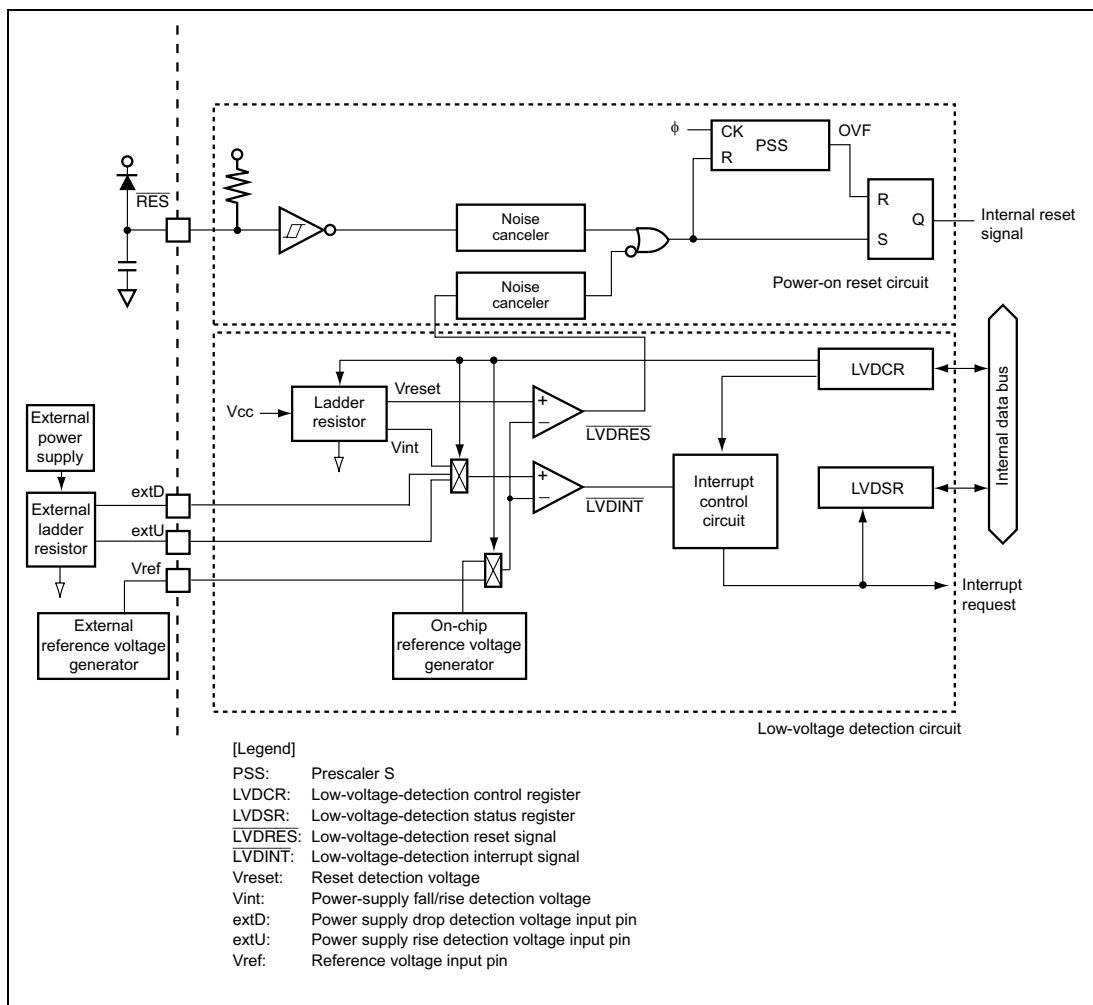 φ
CK
PSS
R
OVF
RES
R
Q
S
Internal reset
signal
Noise
canceler
Noise
canceler
Power-on reset circuit
LVDCR
Internal data bus
Vreset
Vcc
Ladder
resistor
Vint
+
−
LVDRES
External
power
supply
+
−
LVDINT
Interrupt
control
circuit
LVDSR
extD
External
ladder
resistor
extU
Vref
Interrupt
request
External
reference voltage
generator
On-chip
reference voltage
generator
Low-voltage detection circuit
[Legend]
PSS: Prescaler S
LVDCR: Low-voltage-detection control register
LVDSR: Low-voltage-detection status register
LVDRES: Low-voltage-detection reset signal
LVDINT: Low-voltage-detection interrupt signal
Vreset: Reset detection voltage
Vint: Power-supply fall/rise detection voltage
extD: Power supply drop detection voltage input pin
extU: Power supply rise detection voltage input pin
Vref: Reference voltage input pin